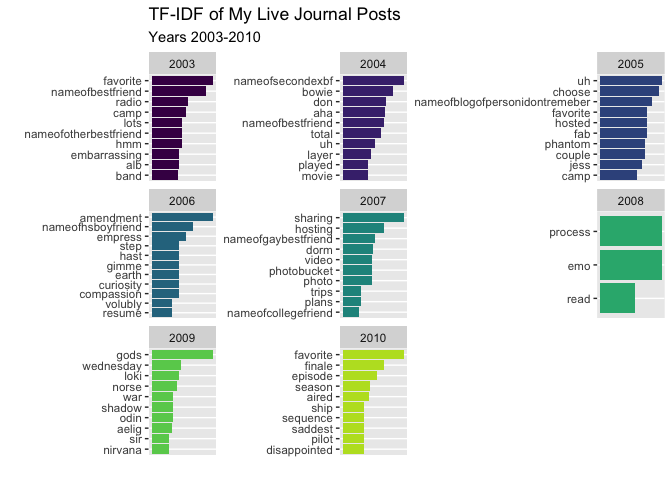 TF-IDF of My Live Journal Posts
Years 2003-2010
2003
favorite
nameofbestfriend
radio
camp
lots
nameofotherbestfriend
hmm
embarrassing
alb
band
2004
nameofsecondexbf
bowie
don
aha
nameofbestfriend
total
uh
layer
played
movie
2005
uh
choose
nameofblogofpersonidontremeber
favorite
hosted
fab
phantom
couple
jess
camp
2006
amendment
nameofhsboyfriend
empress
step
hast
gimme
earth
curiosity
compassion
volubly
resume
2007
sharing
hosting
nameofgaybestfriend
dorm
video
photobucket
photo
trips
plans
nameofcollegefriend
2008
process
emo
read
2009
gods
wednesday
loki
norse
war
shadow
odin
aelig
sir
nirvana
2010
favorite
finale
episode
season
aired
ship
sequence
saddest
pilot
disappointed